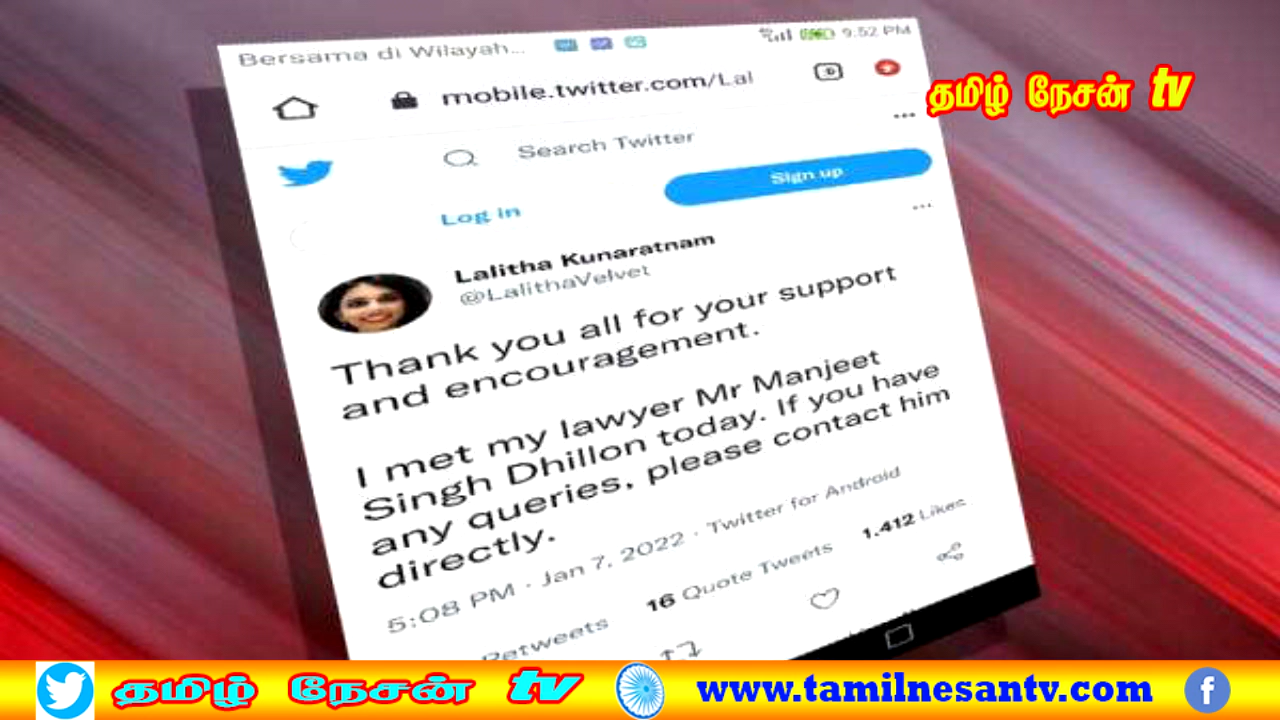 Bersama di Wilayah...
9:52 PM
mobile.twitter.com/Lal
தமிழ் நேசன் tv
Search Twitter
Sign up
Log in
Lalitha Kunaratnam
@LalithaVelvet
Thank you all for your support
and encouragement.
I met my lawyer Mr Manjeet
Singh Dhillon today. If you have
any queries, please contact him
directly.
5:08 PM · Jan 7, 2022 · Twitter for Android
Retweets 16 Quote Tweets 1.412 Likes
தமிழ் நேசன் tv
www.tamilnesantv.com